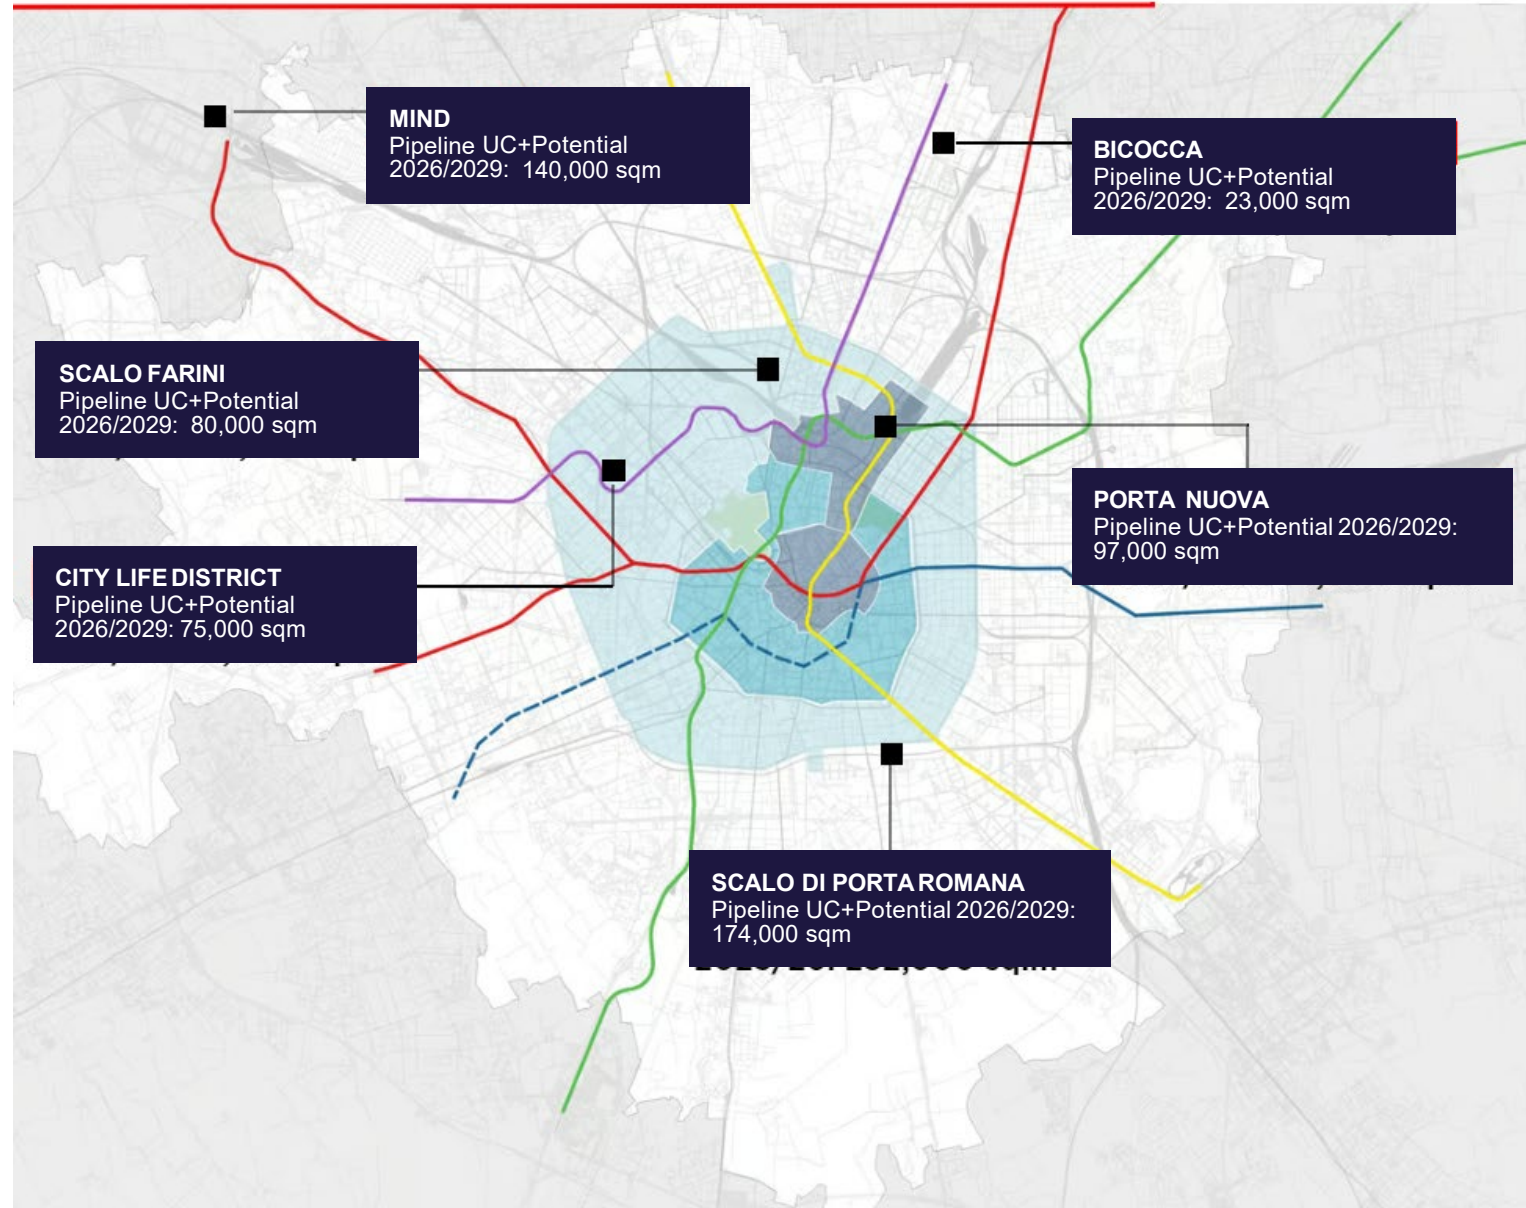 MIND
Pipeline UC+Potential
2026/2029: 140,000 sqm
BICOCCA
Pipeline UC+Potential
2026/2029: 23,000 sqm
SCALO FARINI
Pipeline UC+Potential
2026/2029: 80,000 sqm
PORTA NUOVA
Pipeline UC+Potential 2026/2029:
97,000 sqm
CITY LIFE DISTRICT
Pipeline UC+Potential
2026/2029: 75,000 sqm
SCALO DI PORTA ROMANA
Pipeline UC+Potential 2026/2029:
174,000 sqm